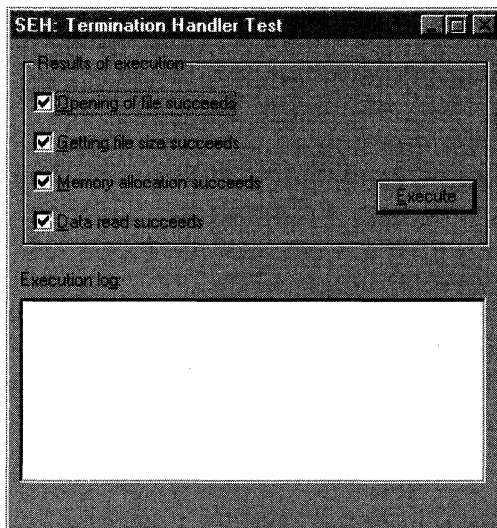 SEH: Termination Handler Test
Results of execution
Opening of file succeeds
Getting file size succeeds
Memory allocation succeeds
Execute
Data read succeeds
Execution log: